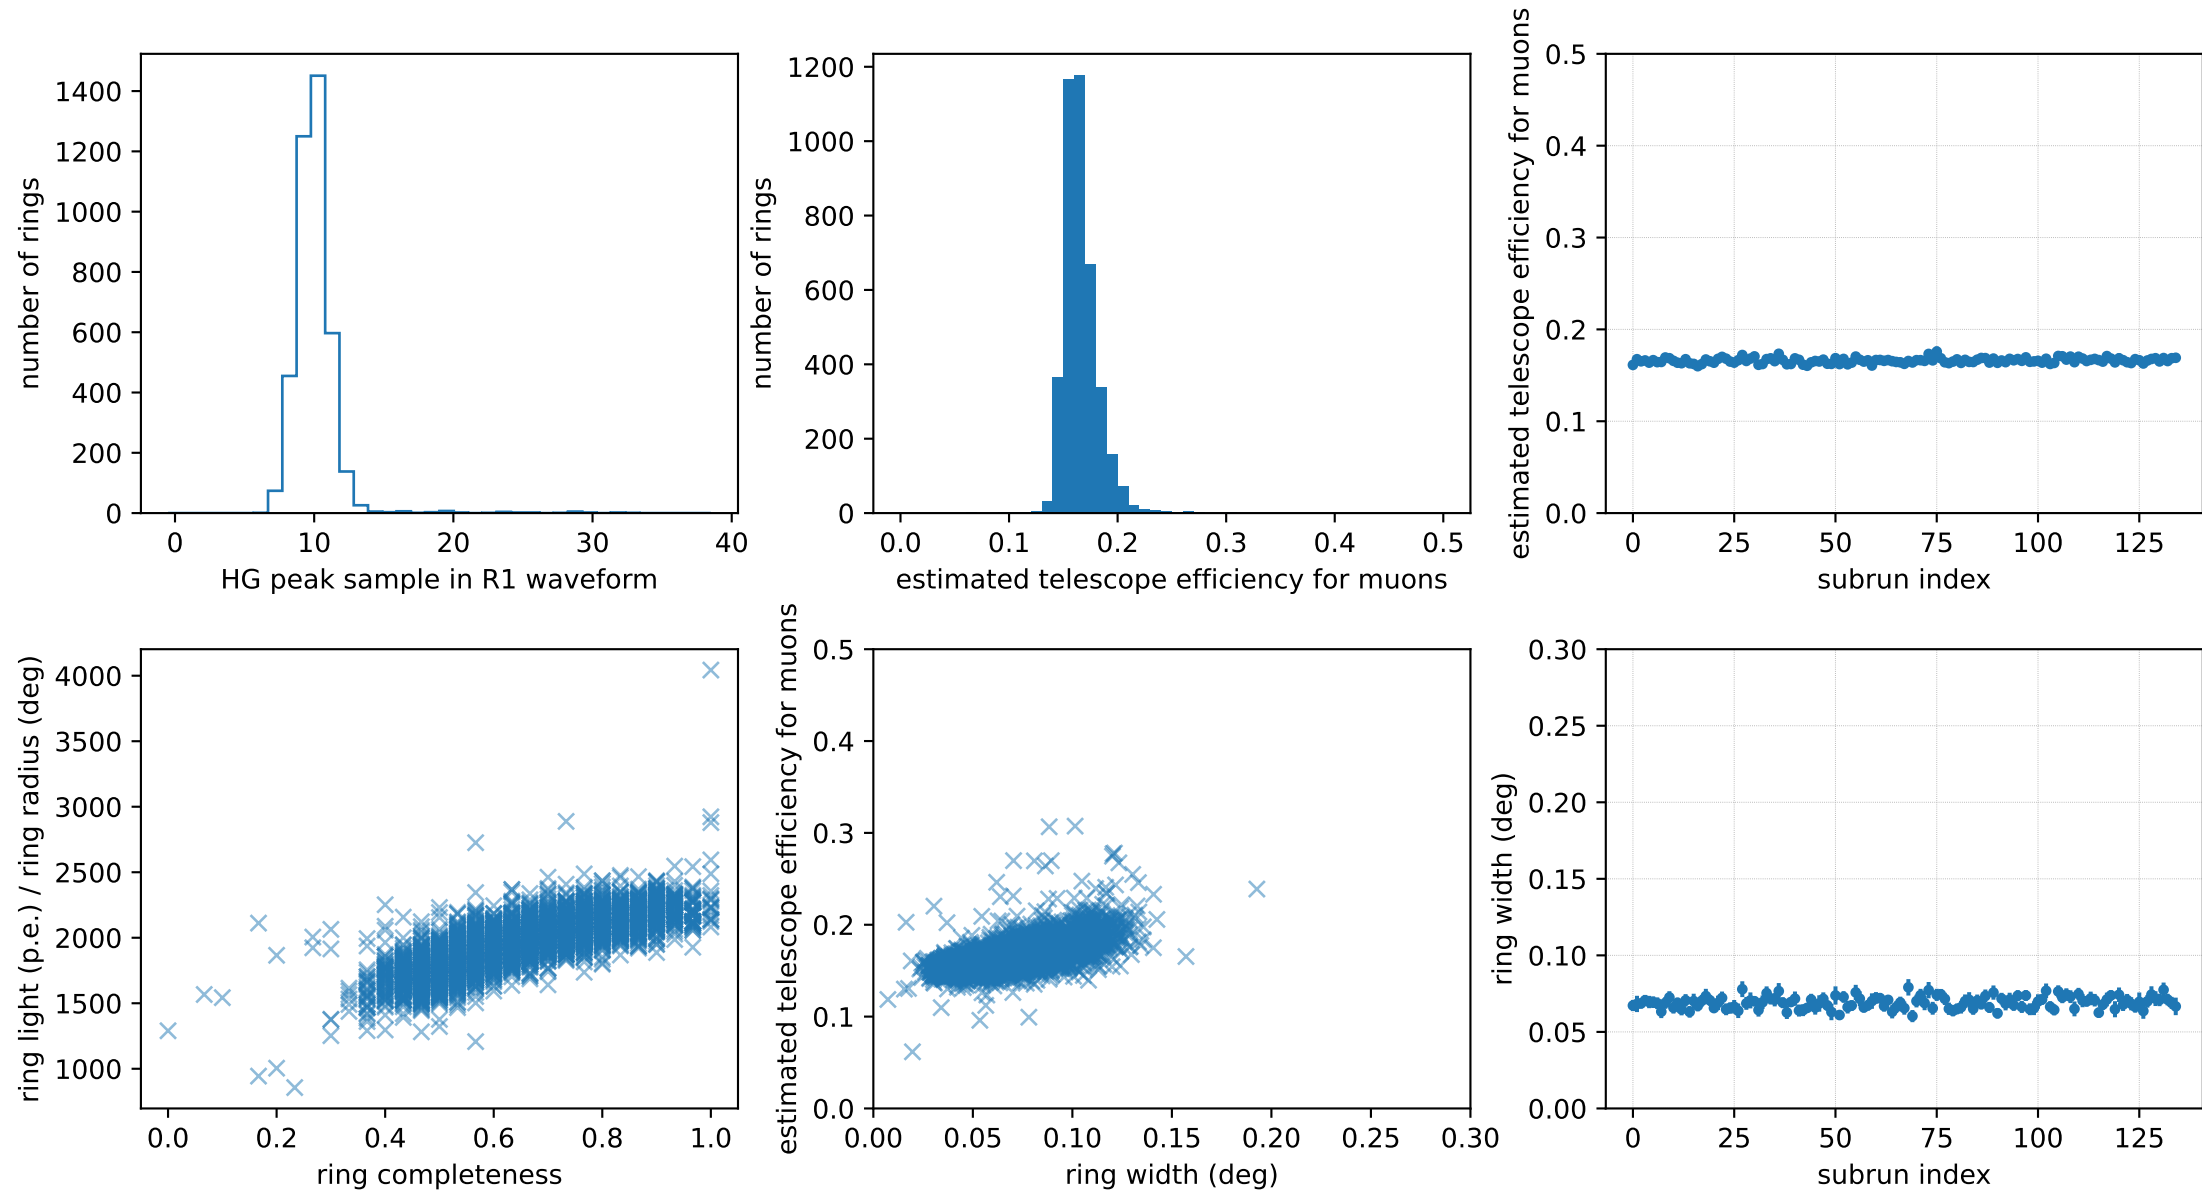 number of rings
1400
1200
1000
800
600
400
200
0
0 10 20 30 40
HG peak sample in R1 waveform
number of rings
1200
1000
800
600
400
200
0
0.0 0.1 0.2 0.3 0.4 0.5
estimated telescope efficiency for muons
estimated telescope efficiency for muons
0.5
0.4
0.3
0.2
0.1
0.0
0 25 50 75 100 125
subrun index
ring light (p.e.) / ring radius (deg)
4000
3500
3000
2500
2000
1500
1000
0.0 0.2 0.4 0.6 0.8 1.0
ring completeness
estimated telescope efficiency for muons
0.5
0.4
0.3
0.2
0.1
0.0
0.00 0.05 0.10 0.15 0.20 0.25 0.30
ring width (deg)
ring width (deg)
0.30
0.25
0.20
0.15
0.10
0.05
0.00
0 25 50 75 100 125
subrun index